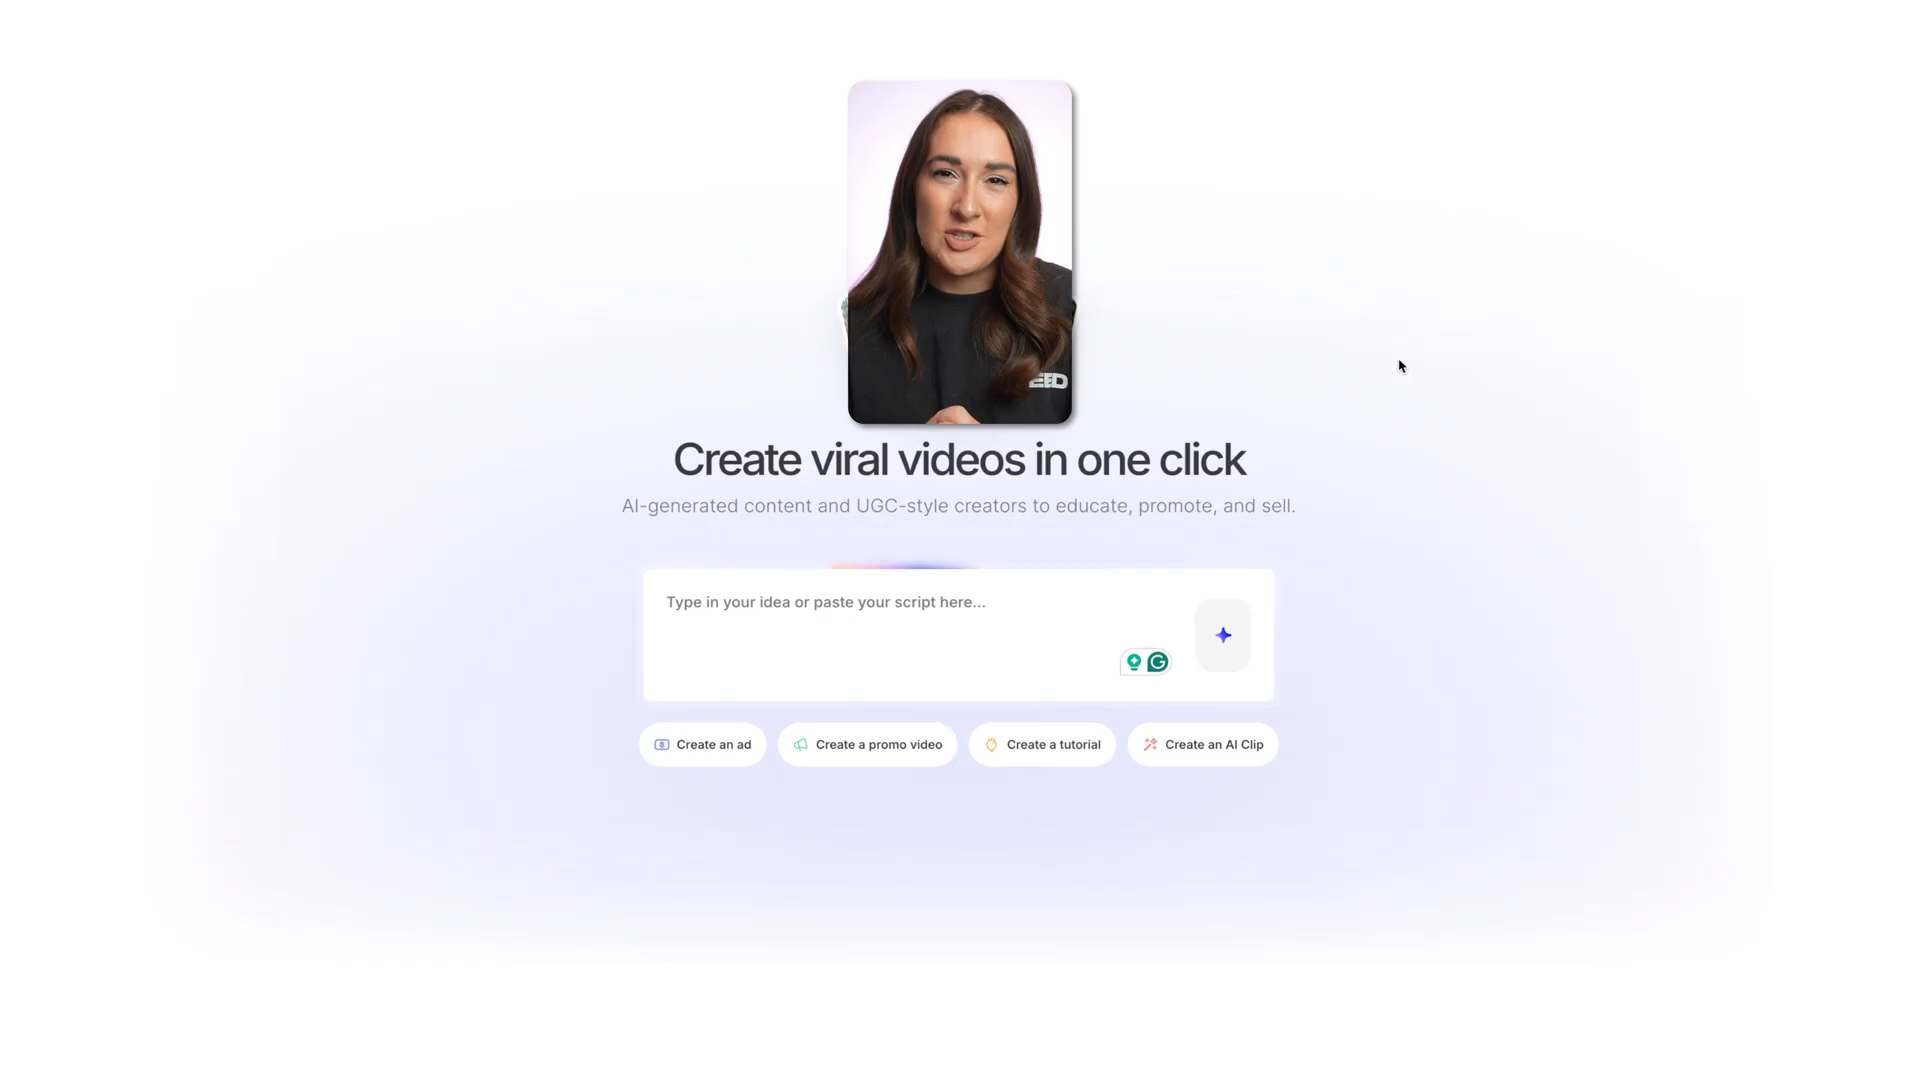 EED
Create viral videos in one click
AI-generated content and UGC-style creators to educate, promote, and sell.
Type in your idea or paste your script here...
Create an ad
Create a promo video
Create a tutorial
Create an AI Clip